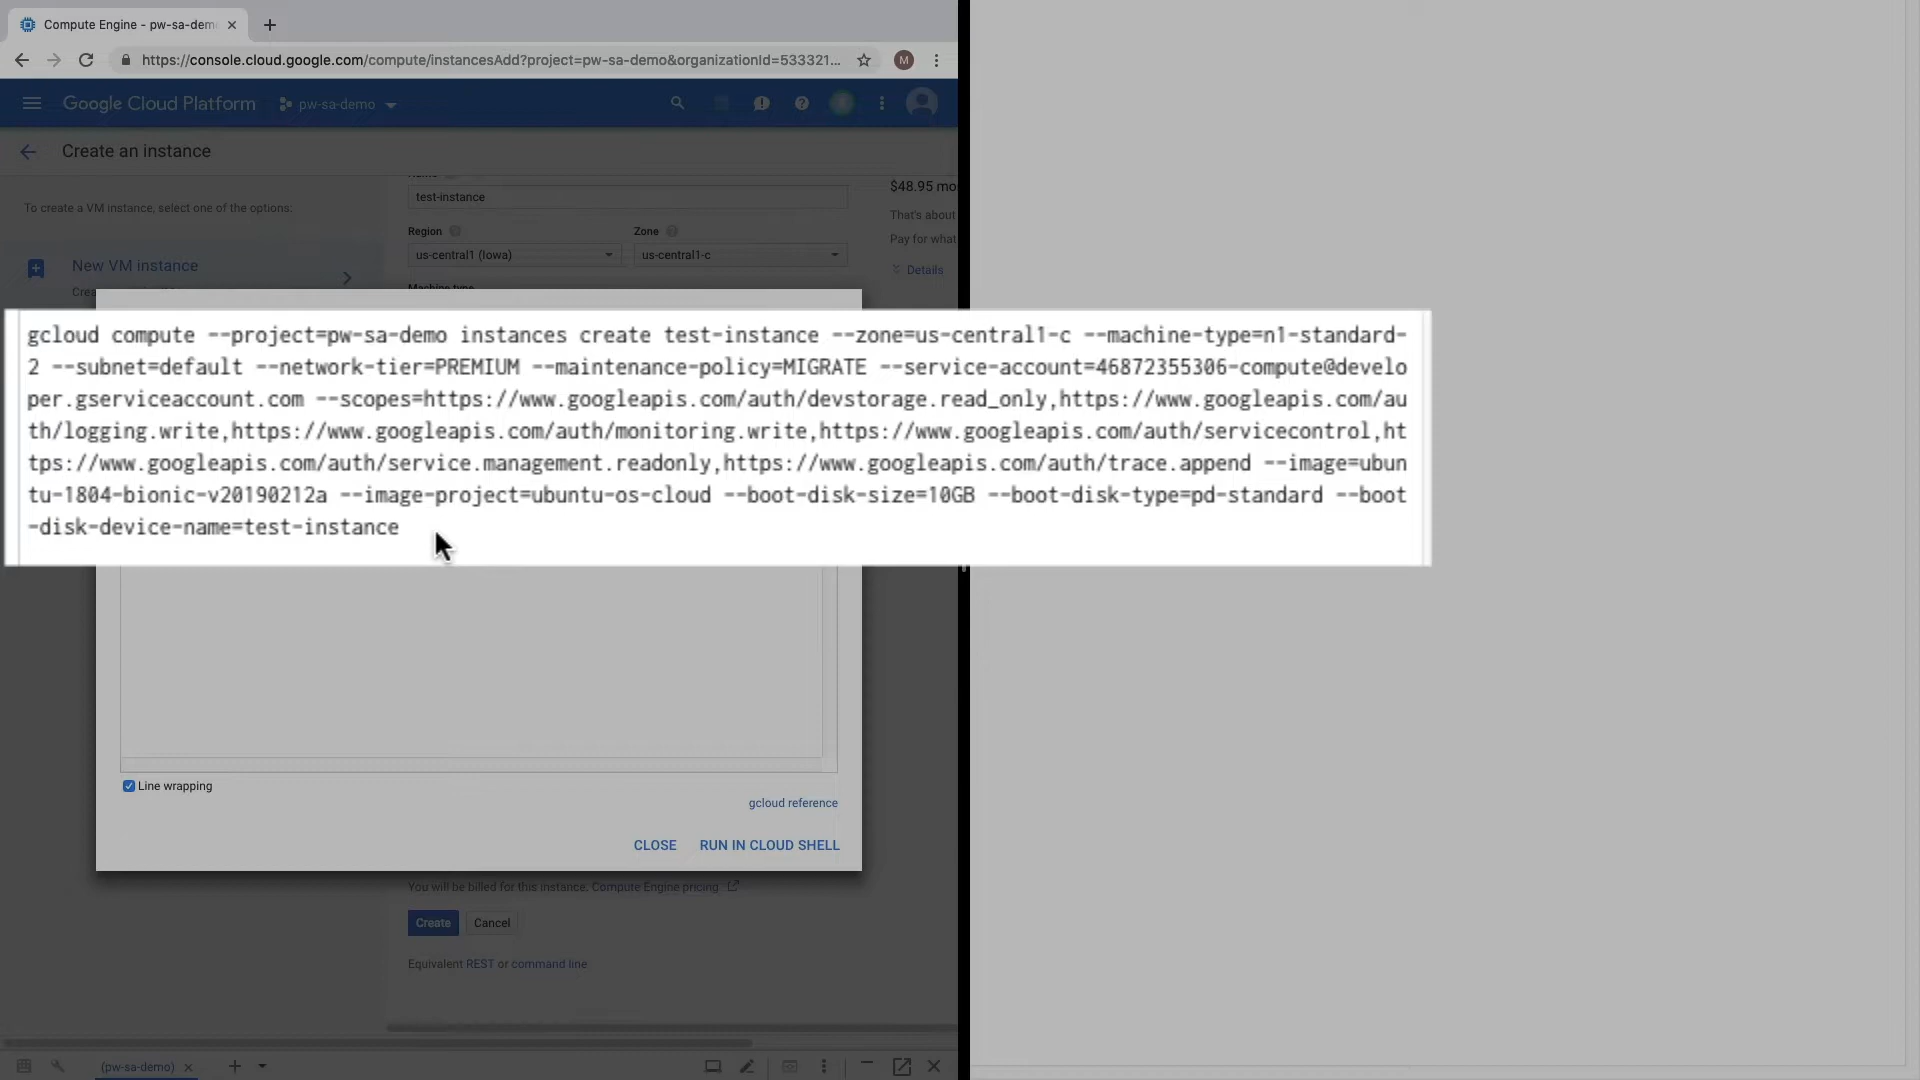 Compute Engine - pw-sa-dem
https://console.cloud.google.com/compute/instancesAdd?project=pw-sa-demo&organizationId=533321...
M
Google Cloud Platform
pw-sa-demo
Create an instance
Name
test-instance
$48.95 mo
To create a VM instance, select one of the options:
That's about
Region
Zone
Pay for what
us-central1 (Iowa)
us-central1-c
New VM instance
Details
Crea
Machine type
gcloud compute --project=pw-sa-demo instances create test-instance --zone=us-central1-c --machine-type=n1-standard-
2 --subnet=default --network-tier=PREMIUM --maintenance-policy=MIGRATE --service-account=46872355306-compute@develo
per.gserviceaccount.com --scopes=https://www.googleapis.com/auth/devstorage.read_only,https://www.googleapis.com/au
th/logging.write,https://www.googleapis.com/auth/monitoring.write,https://www.googleapis.com/auth/servicecontrol,ht
tps://www.googleapis.com/auth/service.management.readonly,https://www.googleapis.com/auth/trace.append --image=ubun
tu-1804-bionic-v20190212a --image-project=ubuntu-os-cloud --boot-disk-size=10GB --boot-disk-type=pd-standard --boot
-disk-device-name=test-instance
Line wrapping
gcloud reference
CLOSE
RUN IN CLOUD SHELL
You will be billed for this instance. Compute Engine pricing
Create
Cancel
Equivalent REST or command line
(pw-sa-demo)